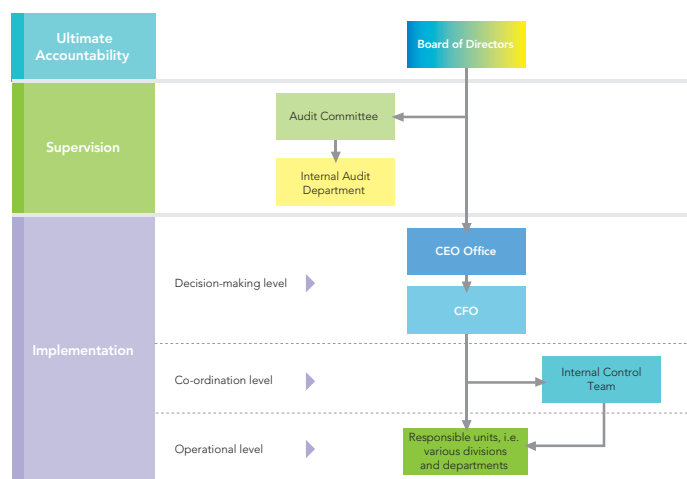 Ultimate
Accountability
Board of Directors
Supervision
Audit Committee
Internal Audit
Department
Implementation
Decision-making level
CEO Office
CFO
Co-ordination level
Internal Control
Team
Operational level
Responsible units, i.e.
various divisions
and departments